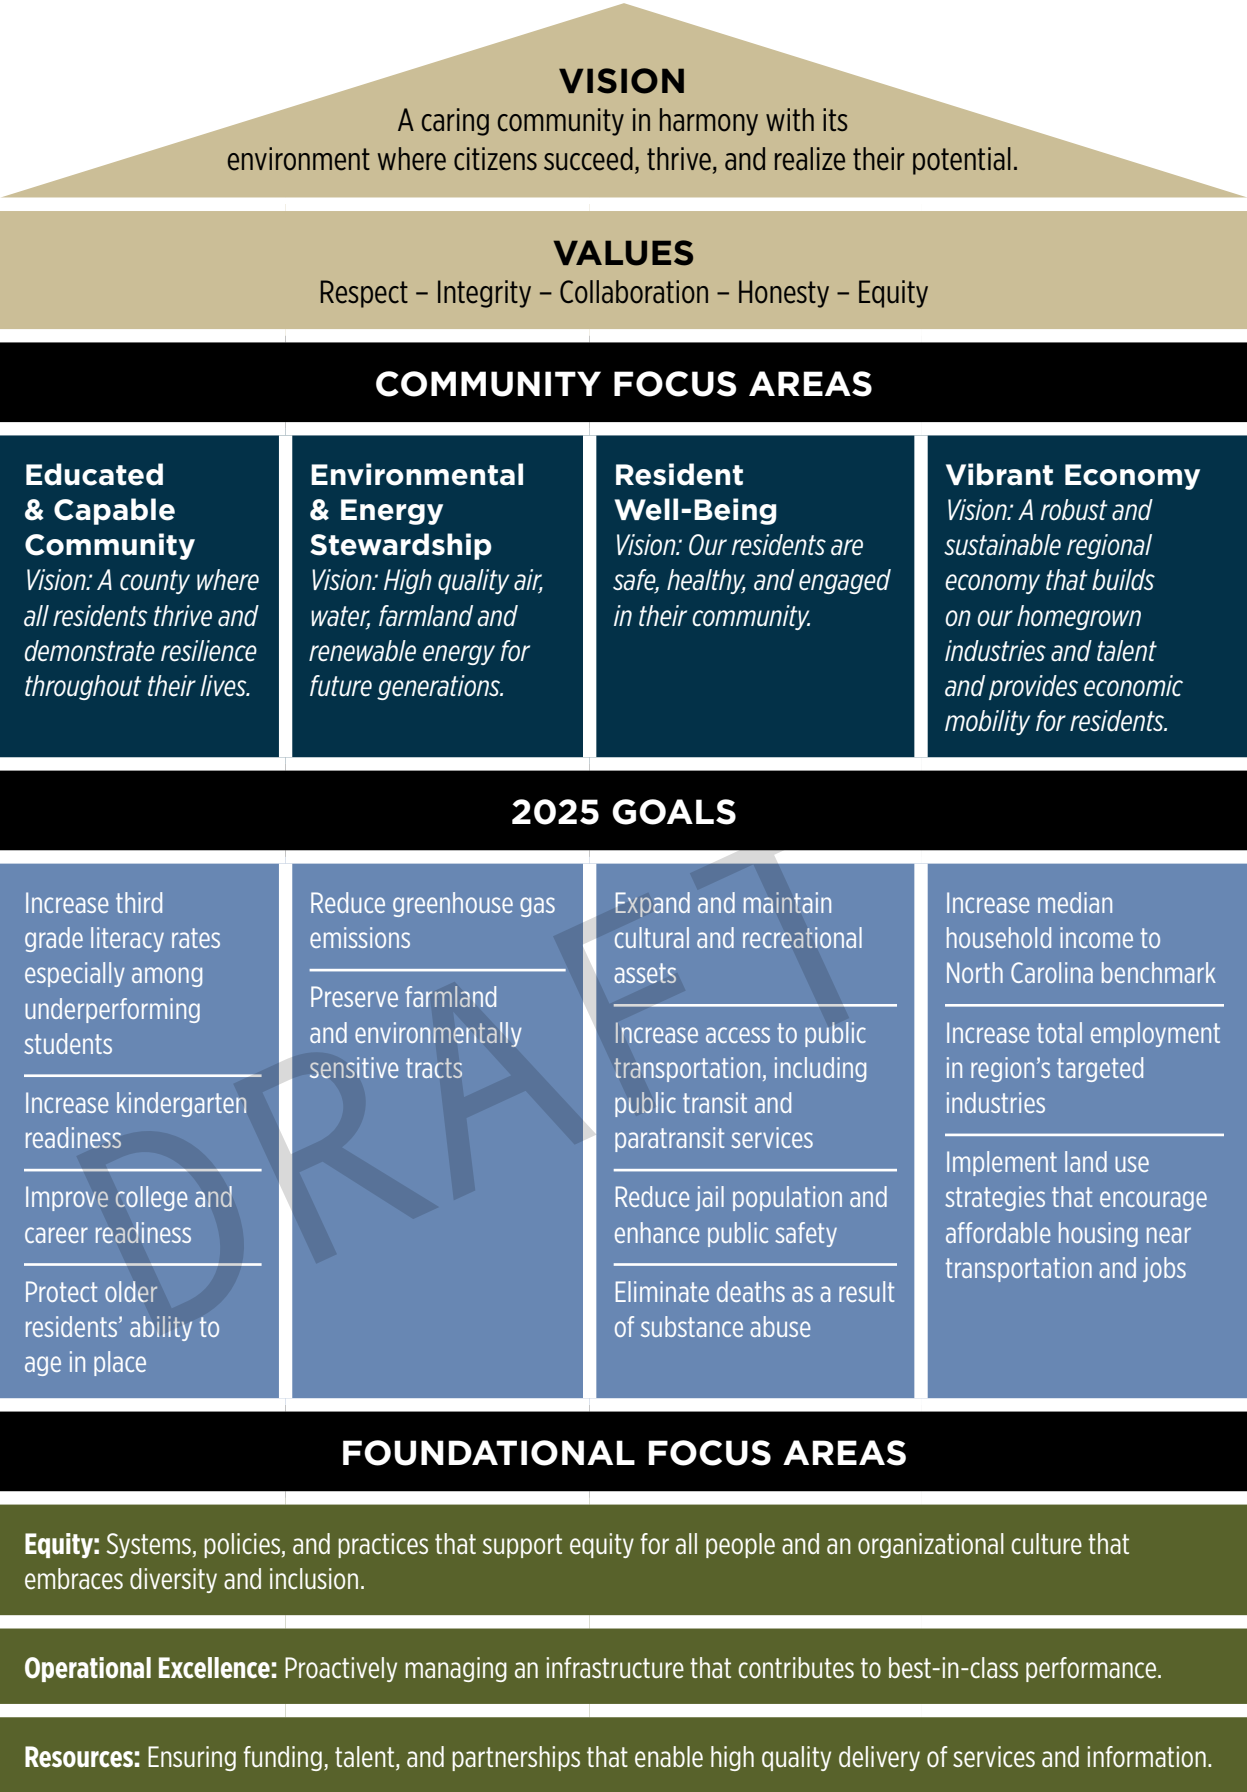 VISION
A caring community in harmony with its
environment where citizens succeed, thrive, and realize their potential.
VALUES
Respect – Integrity – Collaboration – Honesty – Equity
COMMUNITY FOCUS AREAS
Educated
& Capable
Community
Vision: A county where
all residents thrive and
demonstrate resilience
throughout their lives.
Environmental
& Energy
Stewardship
Vision: High quality air,
water, farmland and
renewable energy for
future generations.
Resident
Well-Being
Vision: Our residents are
safe, healthy, and engaged
in their community.
Vibrant Economy
Vision: A robust and
sustainable regional
economy that builds
on our homegrown
industries and talent
and provides economic
mobility for residents.
2025 GOALS
Increase third
grade literacy rates
especially among
underperforming
students
Increase kindergarten
readiness
Improve college and
career readiness
Protect older
residents’ ability to
age in place
Reduce greenhouse gas
emissions
Preserve farmland
and environmentally
sensitive tracts
Expand and maintain
cultural and recreational
assets
Increase access to public
transportation, including
public transit and
paratransit services
Reduce jail population and
enhance public safety
Eliminate deaths as a result
of substance abuse
Increase median
household income to
North Carolina benchmark
Increase total employment
in region’s targeted
industries
Implement land use
strategies that encourage
affordable housing near
transportation and jobs
DRAFT
FOUNDATIONAL FOCUS AREAS
Equity: Systems, policies, and practices that support equity for all people and an organizational culture that
embraces diversity and inclusion.
Operational Excellence: Proactively managing an infrastructure that contributes to best-in-class performance.
Resources: Ensuring funding, talent, and partnerships that enable high quality delivery of services and information.